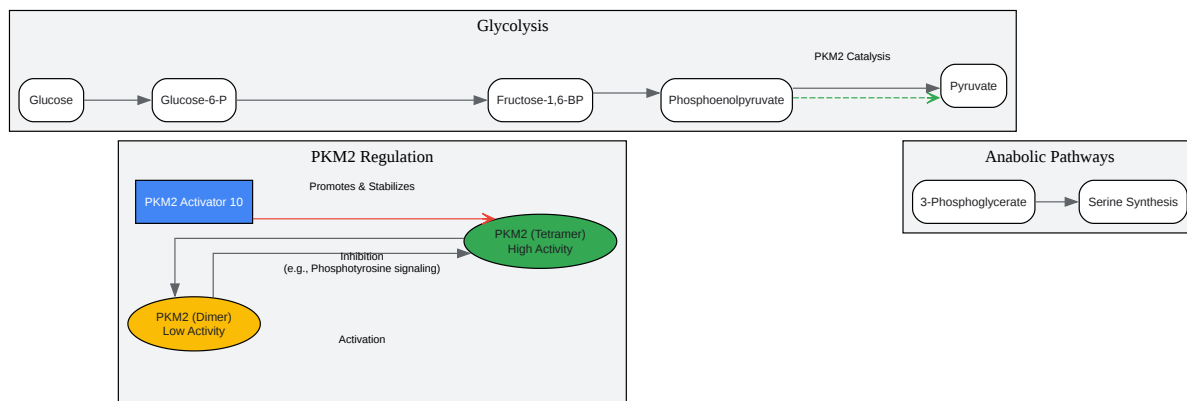 Glycolysis
PKM2 Catalysis
Glucose
Glucose-6-P
Fructose-1,6-BP
Phosphoenolpyruvate
Pyruvate
PKM2 Regulation
PKM2 Activator 10
Promotes & Stabilizes
PKM2 (Tetramer)
High Activity
Inhibition
(e.g., Phosphotyrosine signaling)
PKM2 (Dimer)
Low Activity
Activation
Anabolic Pathways
3-Phosphoglycerate
Serine Synthesis